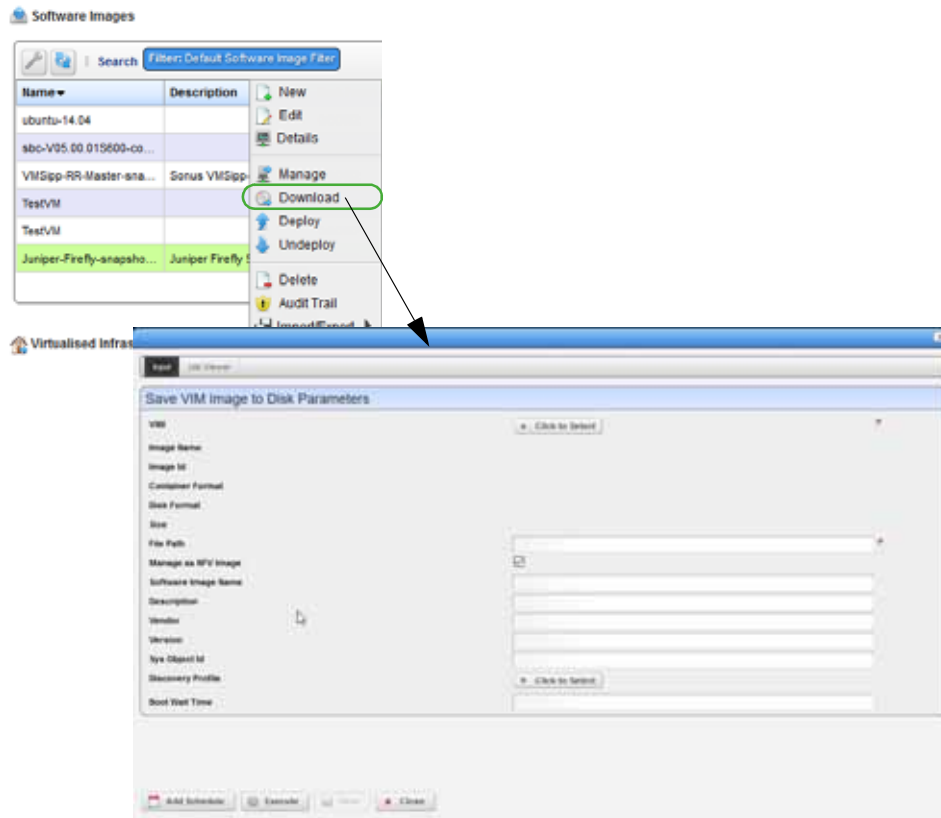 Software Images
Search Filter: Default Software Image Filter
Name Description
New
ubuntu-14.04
Edit
Details
sbc-V05.00.01S600-co...
VMSipp-RR-Master-sna... Sonus VMSipp-
Manage
Download
TestVM
Deploy
TestVM
Undeploy
Juniper-Firefly-snapsho... Juniper Firefly S
Delete
Audit Trail
Import/Export
Virtualised Infras
Input Job Viewer
Save VIM Image to Disk Parameters
VIM Click to Select *
Image Name
Image Id
Container Format
Disk Format
Size
File Path *
Manage as NFV Image
Software Image Name
Description
Vendor
Version
Sys Object Id
Discovery Profile Click to Select
Boot Wait Time
Add Schedule Execute Close